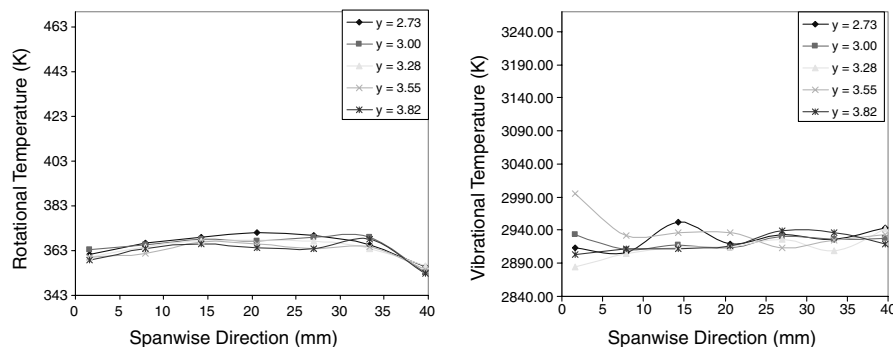 Rotational Temperature (K)
463
443
423
403
383
363
343
0
5
10
15
20
25
30
35
40
Spanwise Direction (mm)
y = 2.73
y = 3.00
y = 3.28
y = 3.55
y = 3.82
Vibrational Temperature (K)
3240.00
3190.00
3140.00
3090.00
3040.00
2990.00
2940.00
2890.00
2840.00
0
5
10
15
20
25
30
35
40
Spanwise Direction (mm)
y = 2.73
y = 3.00
y = 3.28
y = 3.55
y = 3.82